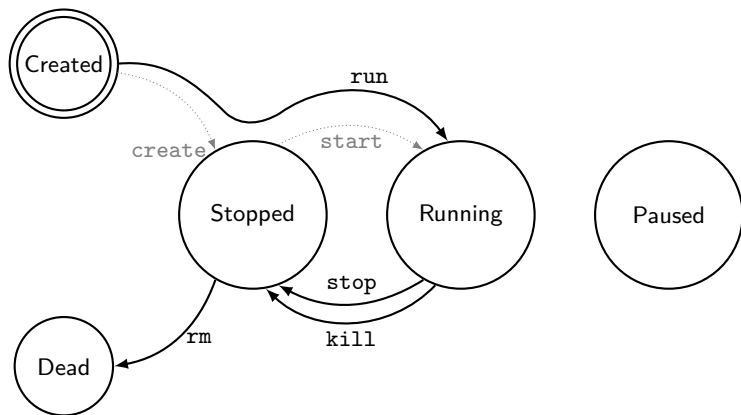 Created
run
create
start
Stopped
Running
Paused
stop
kill
rm
Dead